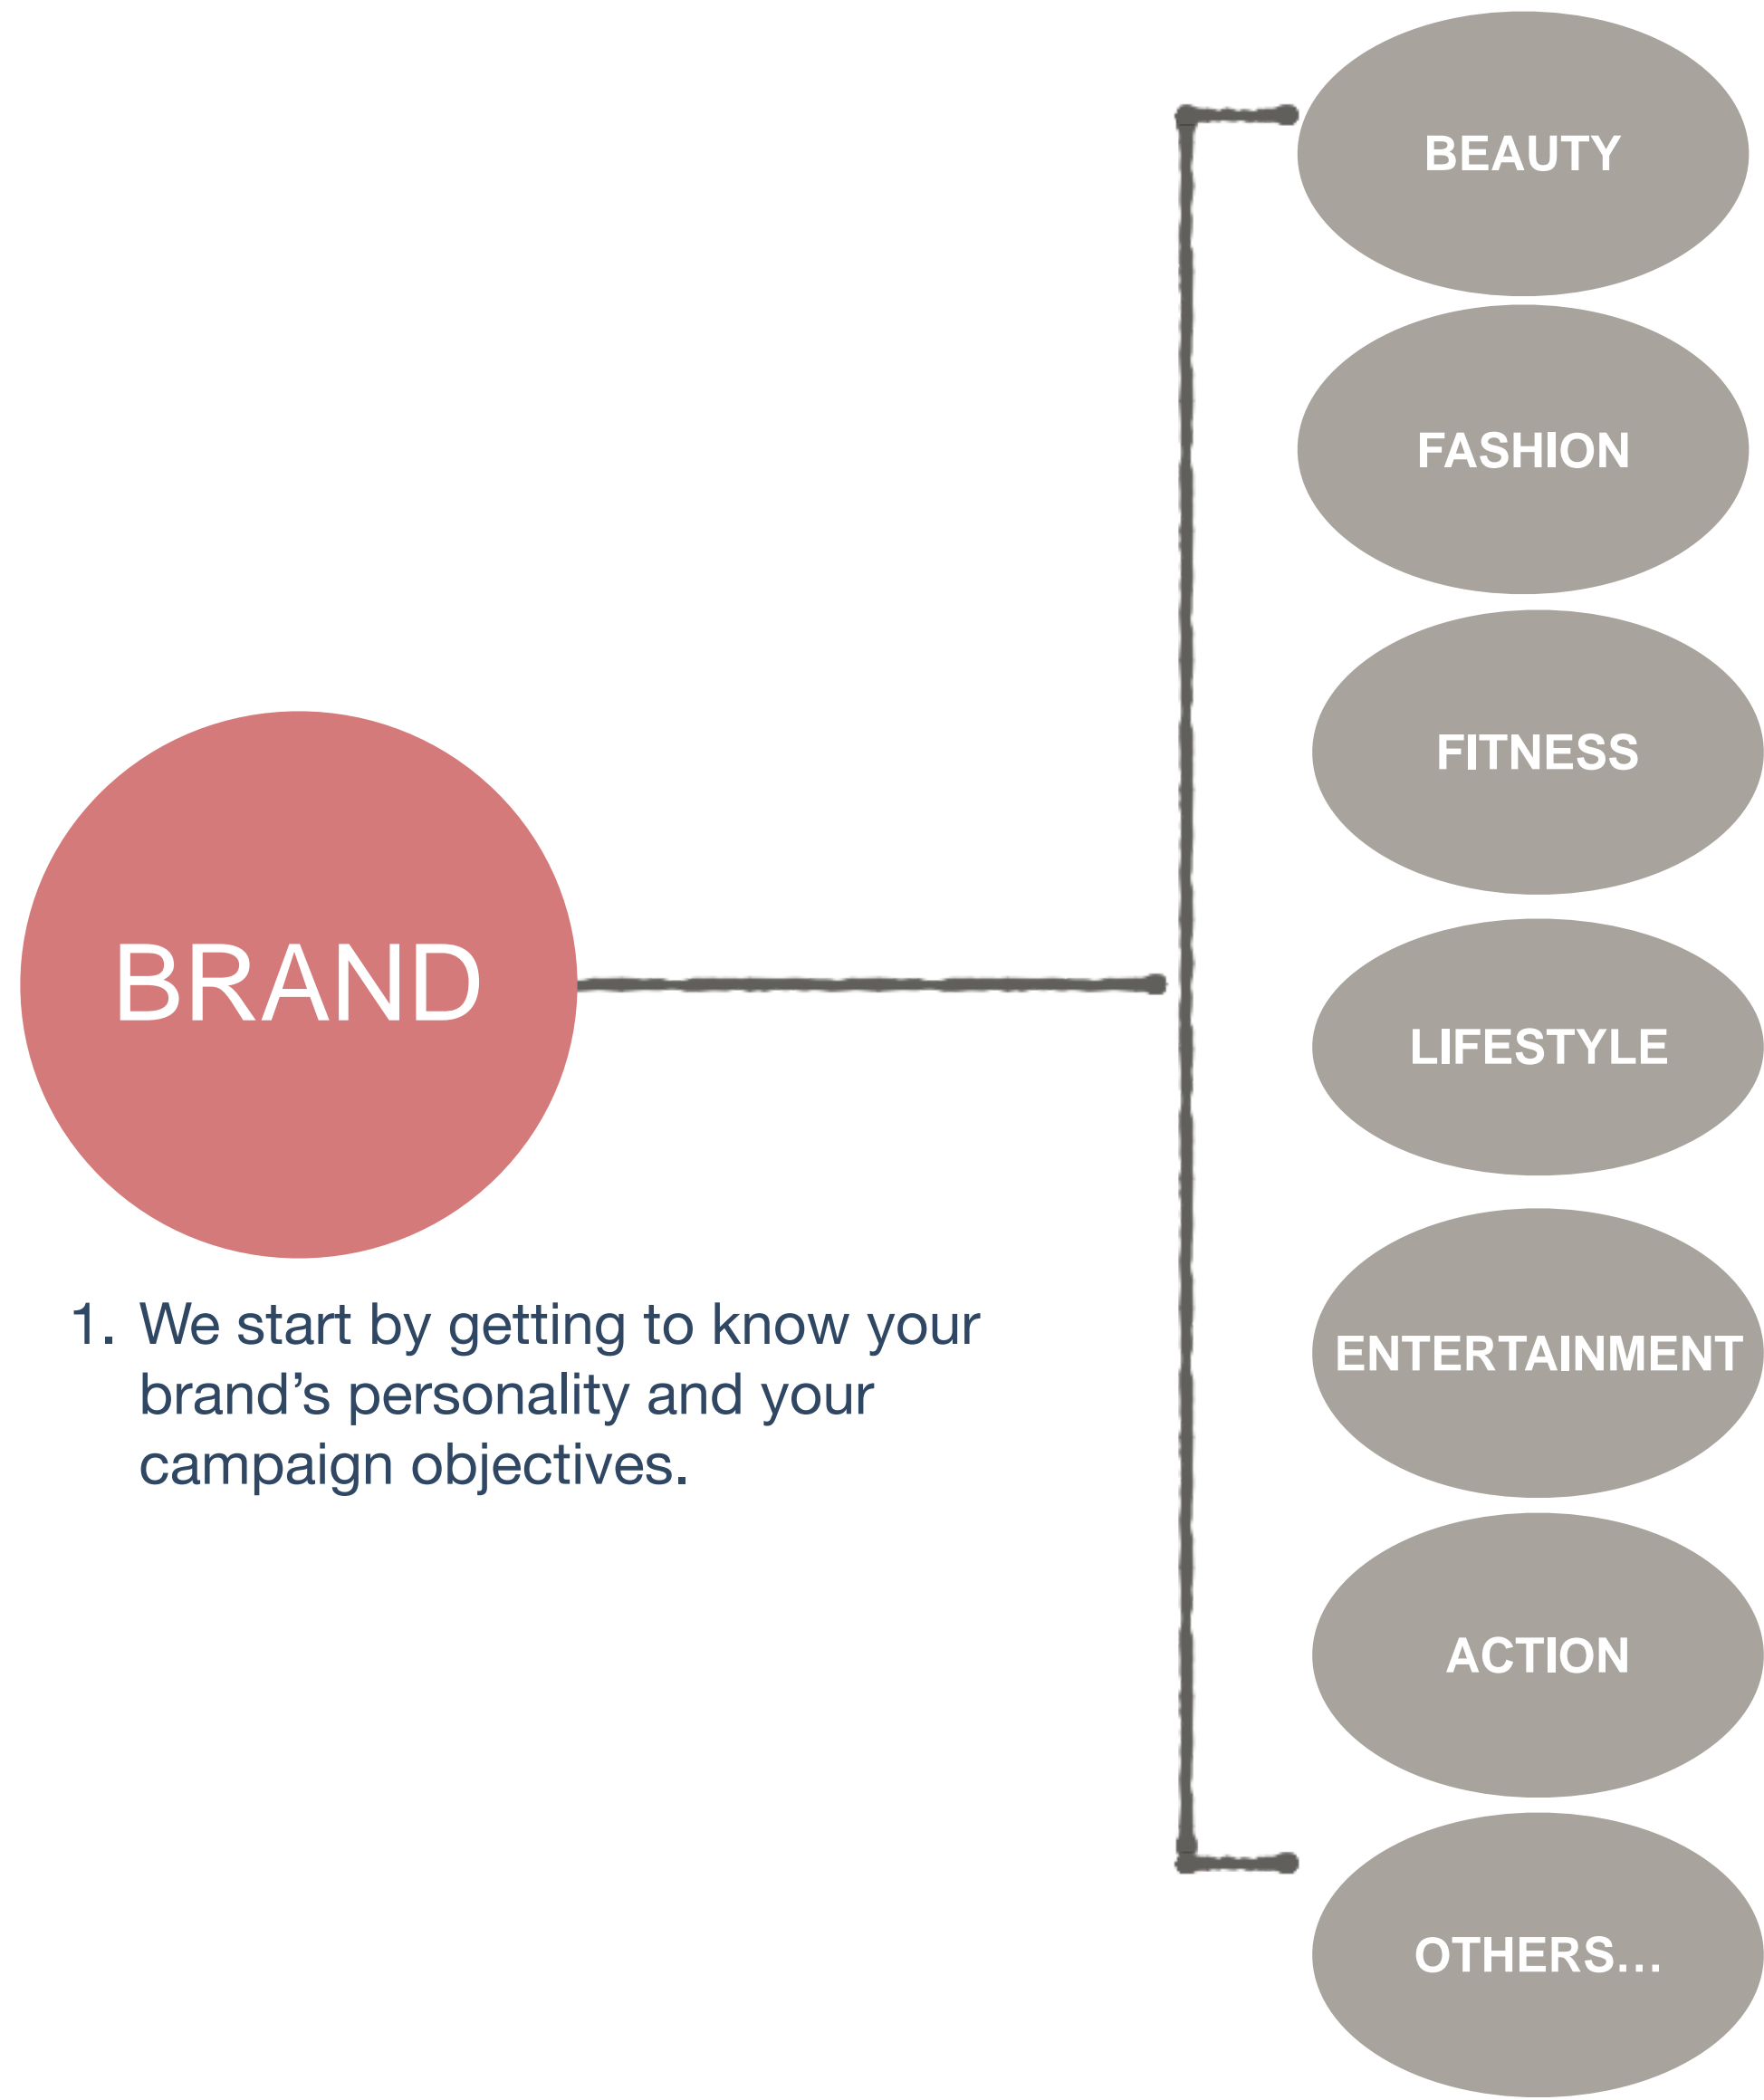 BEAUTY
FASHION
FITNESS
BRAND
LIFESTYLE
1. We start by getting to know your
brand’s personality and your
campaign objectives.
ENTERTAINMENT
ACTION
OTHERS...